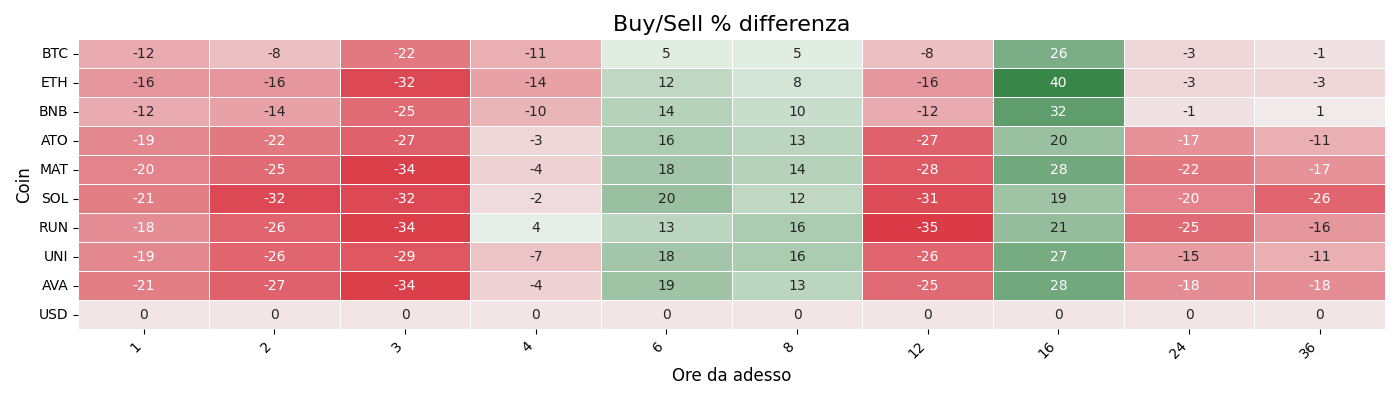 Buy/Sell % differenza
Coin
BTC -12 -8 -22 -11 5 5 -8 26 -3 -1
ETH -16 -16 -32 -14 12 8 -16 40 -3 -3
BNB -12 -14 -25 -10 14 10 -12 32 -1 1
ATO -19 -22 -27 -3 16 13 -27 20 -17 -11
MAT -20 -25 -34 -4 18 14 -28 28 -22 -17
SOL -21 -32 -32 -2 20 12 -31 19 -20 -26
RUN -18 -26 -34 4 13 16 -35 21 -25 -16
UNI -19 -26 -29 -7 18 16 -26 27 -15 -11
AVA -21 -27 -34 -4 19 13 -25 28 -18 -18
USD 0 0 0 0 0 0 0 0 0 0
1 2 3 4 6 8 12 16 24 36
Ore da adesso